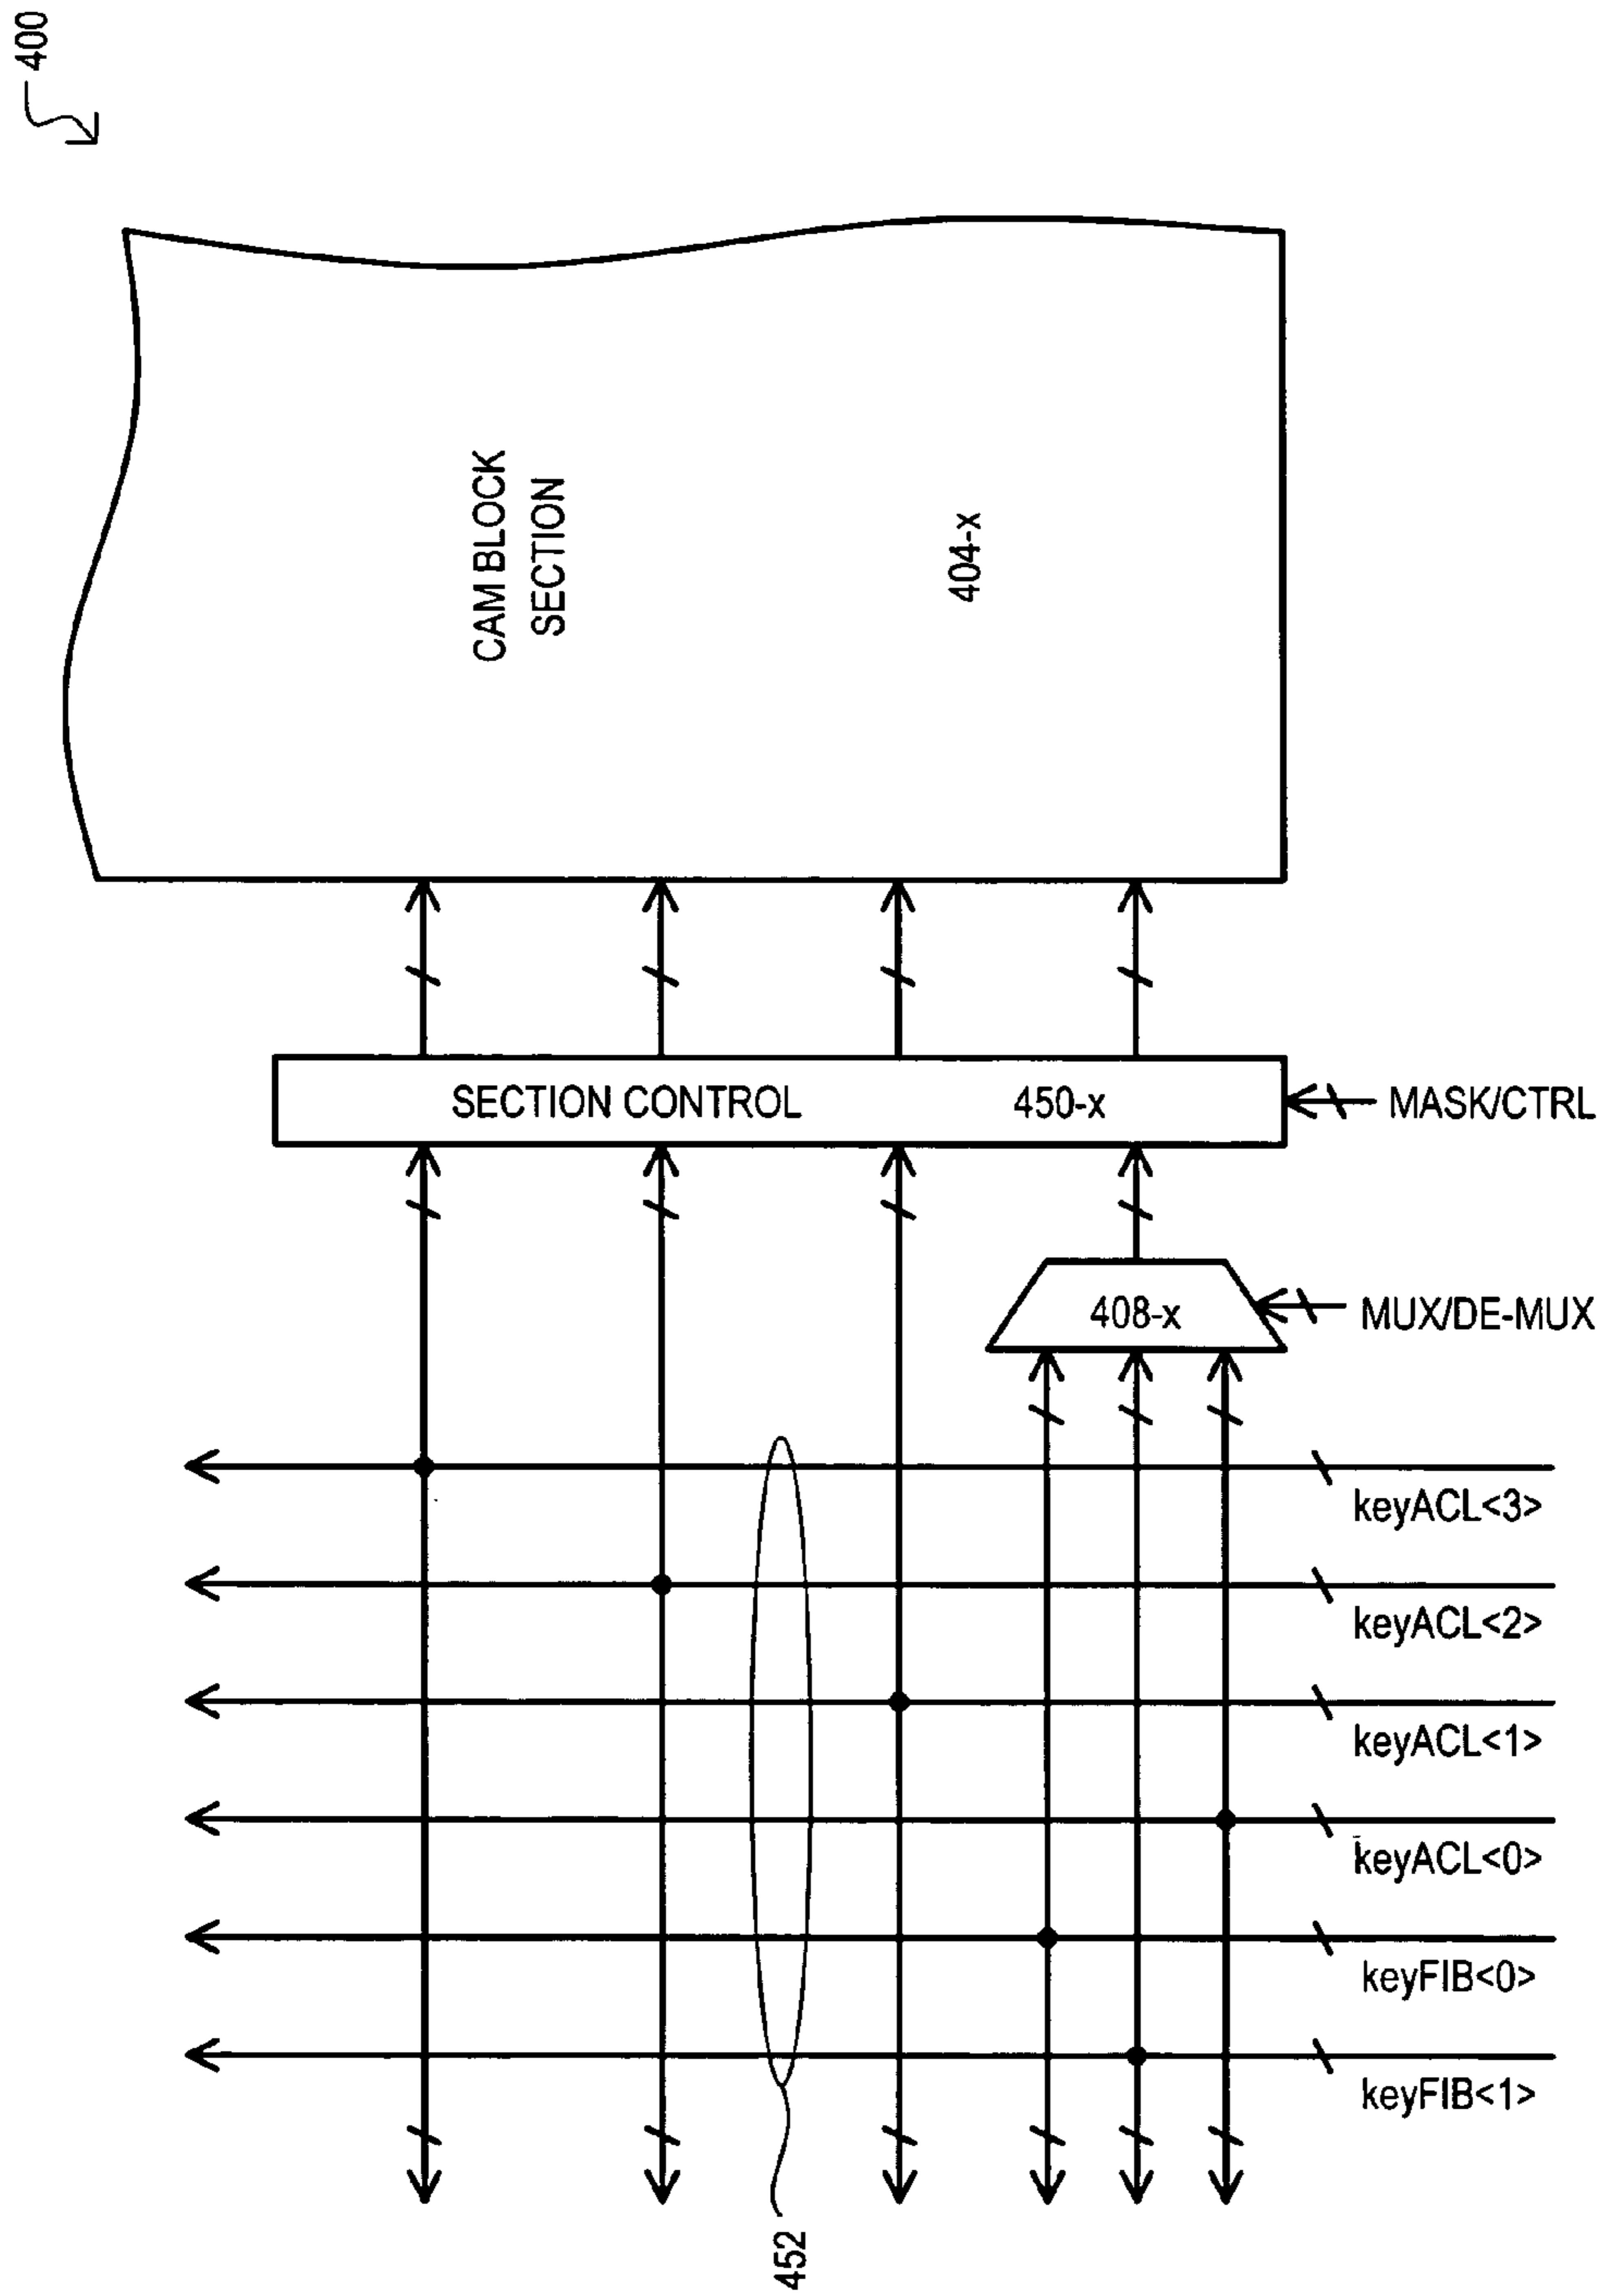 400
CAM BLOCK
SECTION
404-x
SECTION CONTROL
450-x
MASK/CTRL
408-x
MUX/DE-MUX
keyACL<3>
keyACL<2>
keyACL<1>
keyACL<0>
keyFIB<0>
keyFIB<1>
452